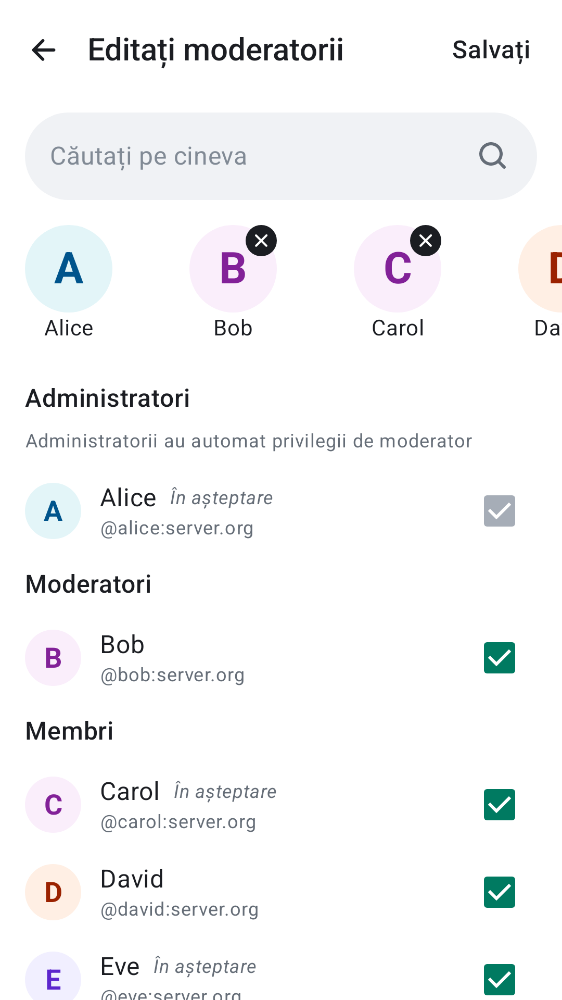 Editați moderatorii
Salvați
Căutați pe cineva
A
B
C
D
Alice
Bob
Carol
Da
Administratori
Administratorii au automat privilegii de moderator
A
Alice În așteptare
@alice:server.org
Moderatori
B
Bob
@bob:server.org
Membri
C
Carol În așteptare
@carol:server.org
D
David
@david:server.org
E
Eve În așteptare
@eve:server.org